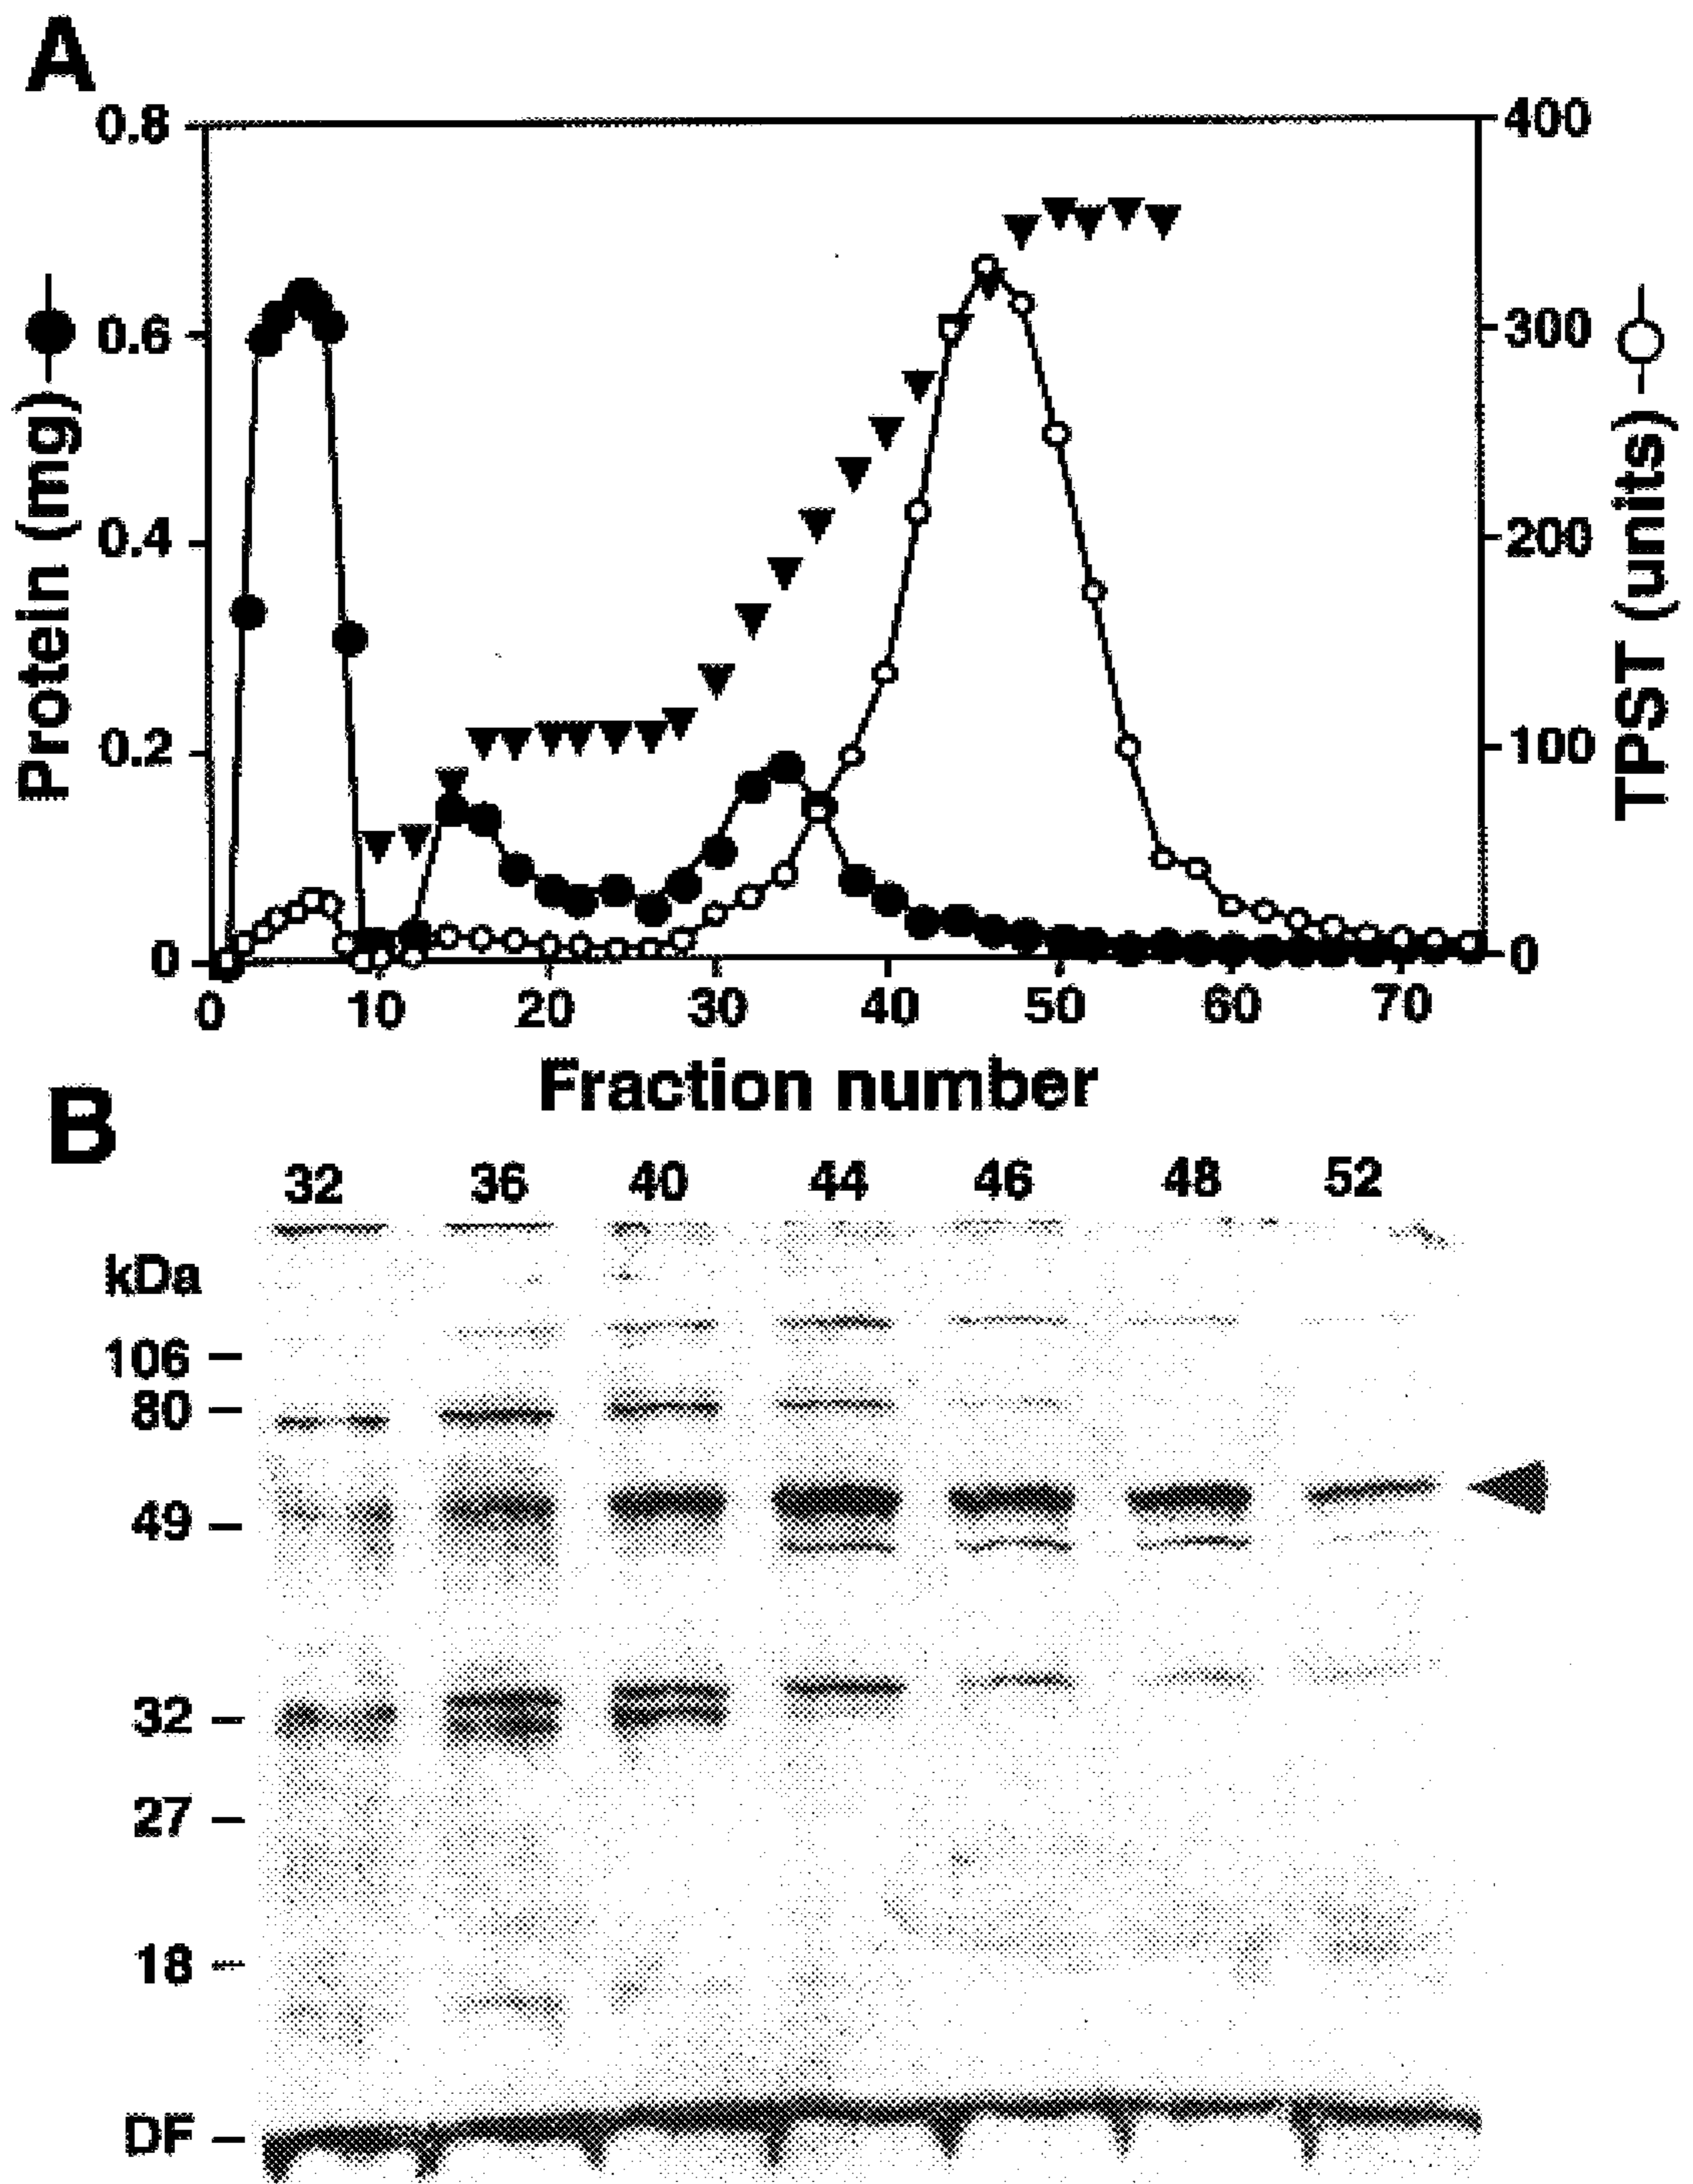 A
0.8
0.6
0.4
0.2
0
Protein (mg)
400
300
200
100
0
TPST (units)
0 10 20 30 40 50 60 70
Fraction number
B
32 36 40 44 46 48 52
kDa
106
80
49
32
27
18
DF